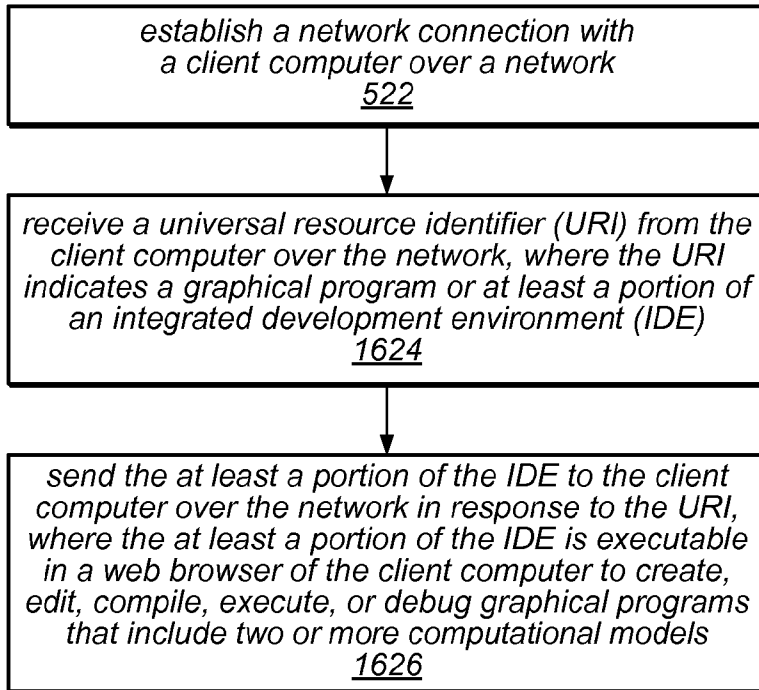 establish a network connection with
a client computer over a network
522
receive a universal resource identifier (URI) from the
client computer over the network, where the URI
indicates a graphical program or at least a portion of
an integrated development environment (IDE)
1624
send the at least a portion of the IDE to the client
computer over the network in response to the URI,
where the at least a portion of the IDE is executable
in a web browser of the client computer to create,
edit, compile, execute, or debug graphical programs
that include two or more computational models
1626